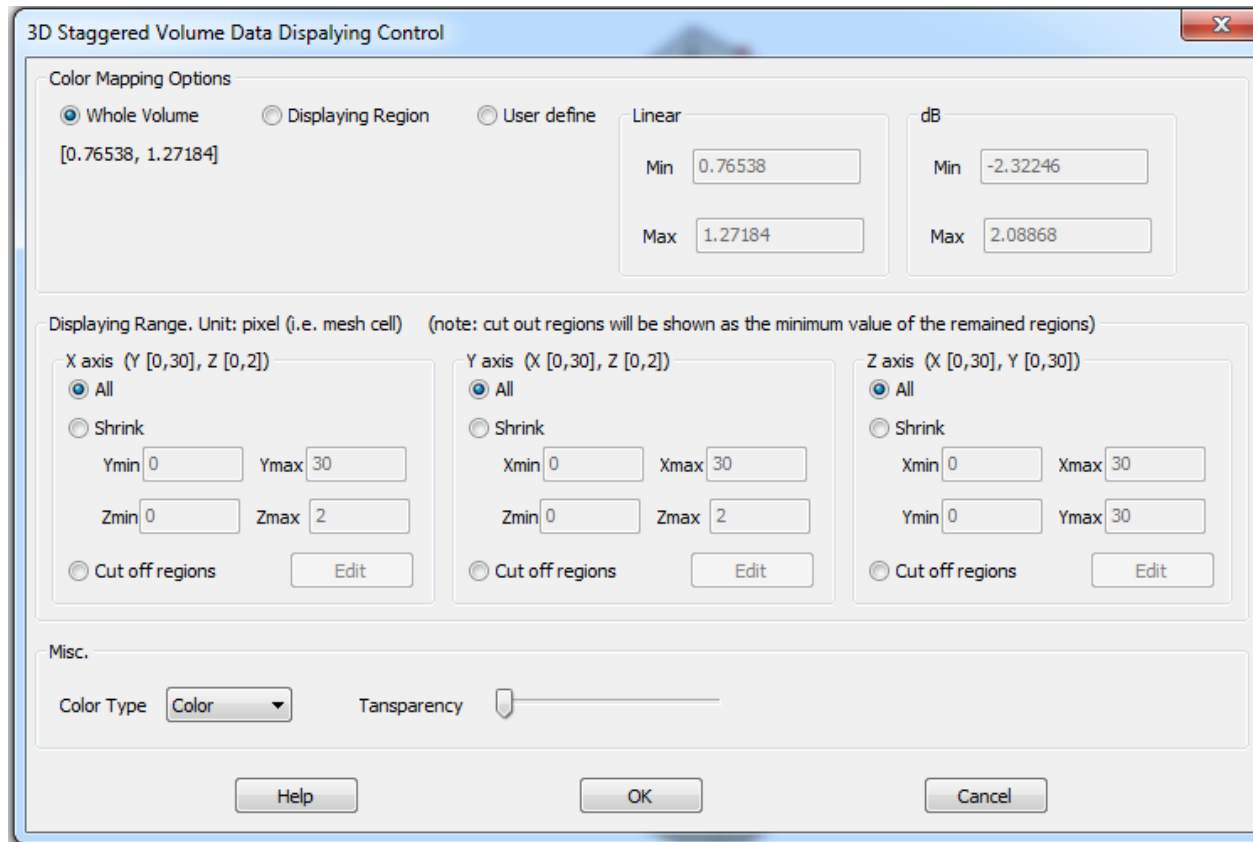 3D Staggered Volume Data Dispalying Control
Color Mapping Options
Whole Volume Displaying Region User define Linear dB
[0.76538, 1.27184]
Min 0.76538 Min -2.32246
Max 1.27184 Max 2.08868
Displaying Range. Unit: pixel (i.e. mesh cell) (note: cut out regions will be shown as the minimum value of the remained regions)
X axis (Y [0,30], Z [0,2]) Y axis (X [0,30], Z [0,2]) Z axis (X [0,30], Y [0,30])
All All All
Shrink Shrink Shrink
Ymin 0 Ymax 30 Xmin 0 Xmax 30 Xmin 0 Xmax 30
Zmin 0 Zmax 2 Zmin 0 Zmax 2 Ymin 0 Ymax 30
Cut off regions Edit Cut off regions Edit Cut off regions Edit
Misc.
Color Type Color Tansparency
Help OK Cancel